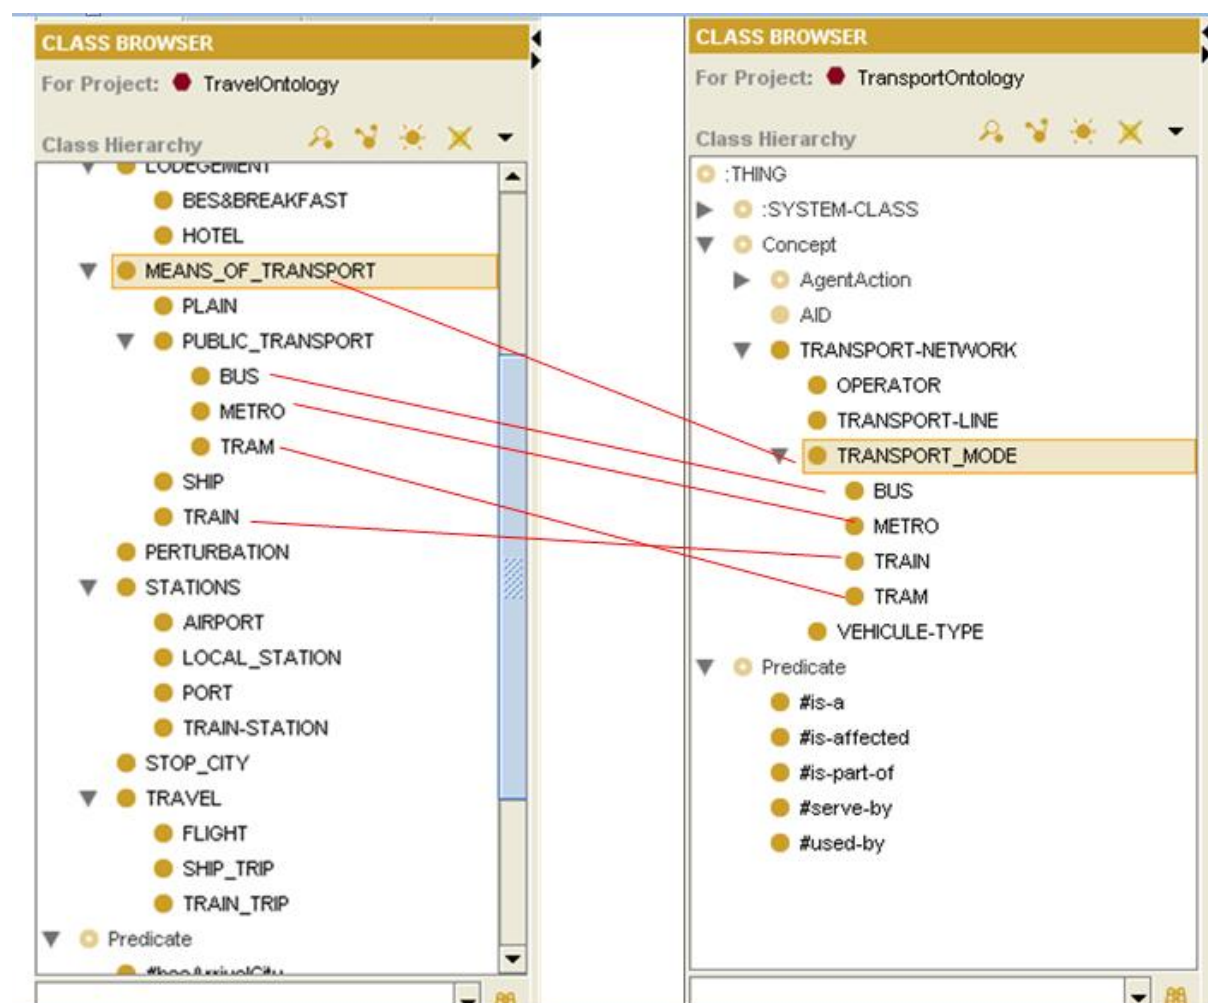 CLASS BROWSER
For Project: TravelOntology
Class Hierarchy
LODEGEMENT
BES&BREAKFAST
HOTEL
MEANS_OF_TRANSPORT
PLAIN
PUBLIC_TRANSPORT
BUS
METRO
TRAM
SHIP
TRAIN
PERTURBATION
STATIONS
AIRPORT
LOCAL_STATION
PORT
TRAIN-STATION
STOP_CITY
TRAVEL
FLIGHT
SHIP_TRIP
TRAIN_TRIP
Predicate
CLASS BROWSER
For Project: TransportOntology
Class Hierarchy
:THING
:SYSTEM-CLASS
Concept
AgentAction
AID
TRANSPORT-NETWORK
OPERATOR
TRANSPORT-LINE
TRANSPORT_MODE
BUS
METRO
TRAIN
TRAM
VEHICULE-TYPE
Predicate
#is-a
#is-affected
#is-part-of
#serve-by
#used-by